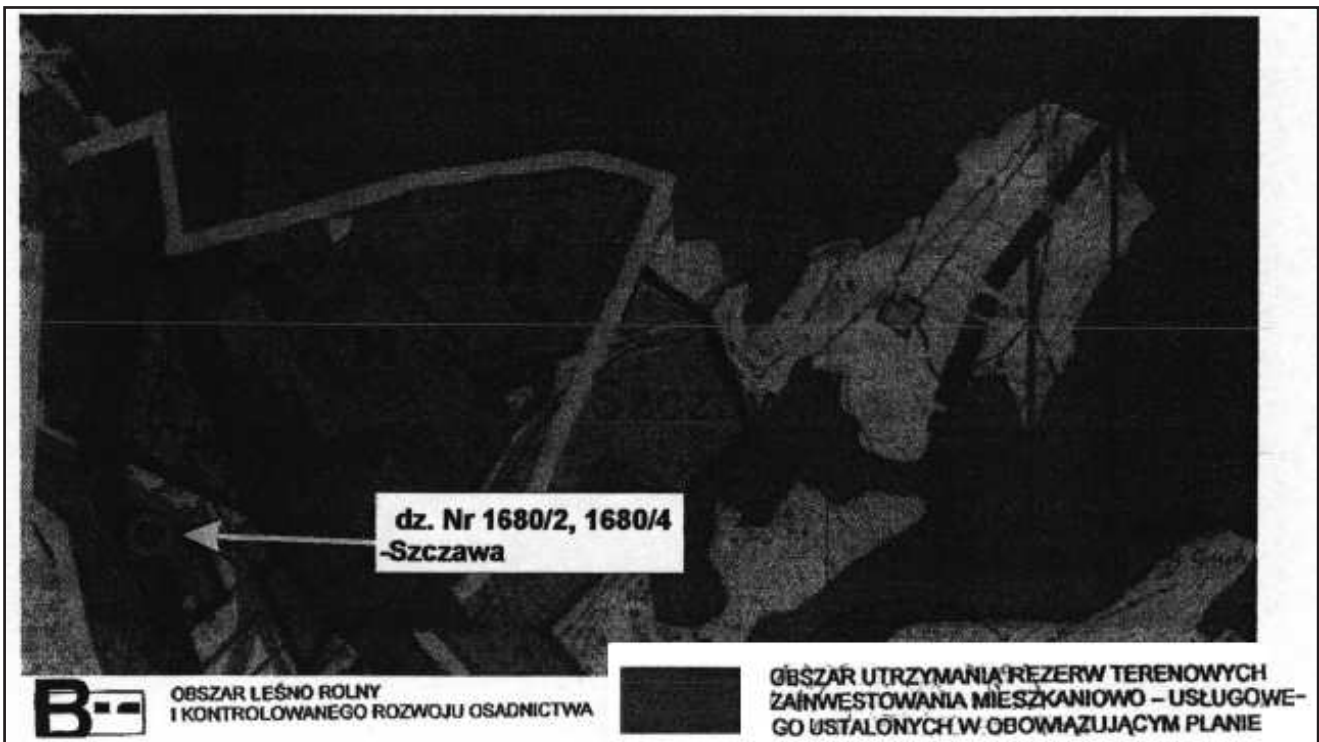 dz. Nr 1680/2, 1680/4
-Szczawa
B
OBSZAR LEŚNO ROLNY
I KONTROLOWANEGO ROZWOJU OSADNICTWA
OBSZAR UTRZYMANIA REZERW TERENOWYCH
ZAINWESTOWANIA MIESZKANIOWO – USŁUGOWE-
GO USTALONYCH W OBOWIĄZUJĄCYM PLANIE